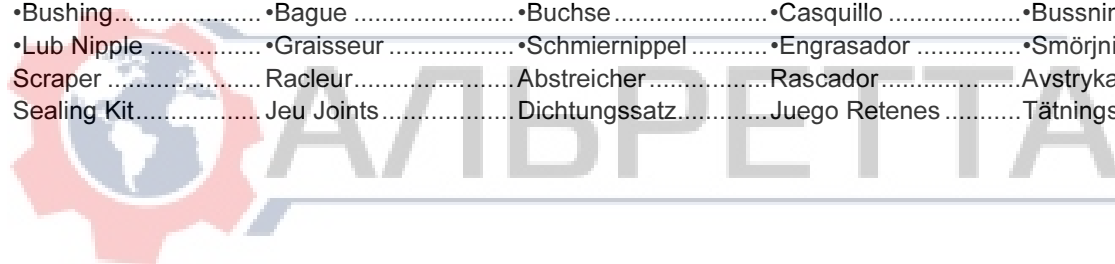 •Bushing........................•Bague ..........................•Buchse.........................•Casquillo .....................•Bussnin
•Lub Nipple ..................•Graisseur .....................•Schmiernippel ............•Engrasador .................•Smörjni
Scraper ......................... Racleur.......................... Abstreicher................... Rascador ....................... Avstryka
Sealing Kit.................... Jeu Joints ..................... Dichtungssatz.............. Juego Retenes ............ Tätnings
АЛЬРЕТТА